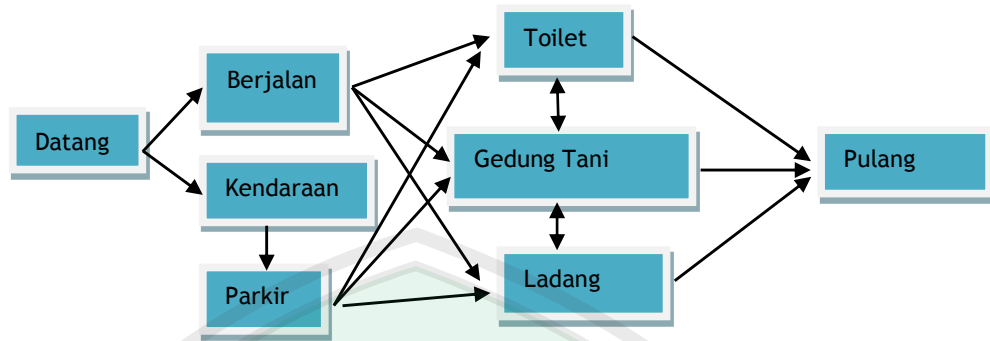 Datang
Berjalan
Kendaraan
Parkir
Toilet
Gedung Tani
Ladang
Pulang